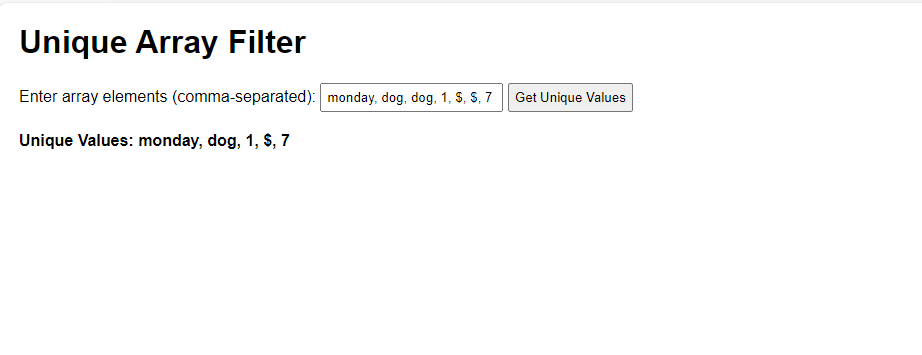 Unique Array Filter
Enter array elements (comma-separated): monday, dog, dog, 1, $, $, 7 Get Unique Values
Unique Values: monday, dog, 1, $, 7